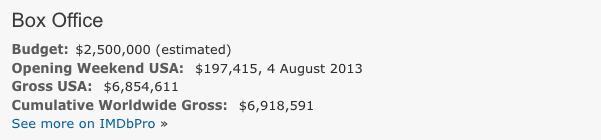 Box Office
Budget: $2,500,000 (estimated)
Opening Weekend USA: $197,415, 4 August 2013
Gross USA: $6,854,611
Cumulative Worldwide Gross: $6,918,591
See more on IMDbPro »